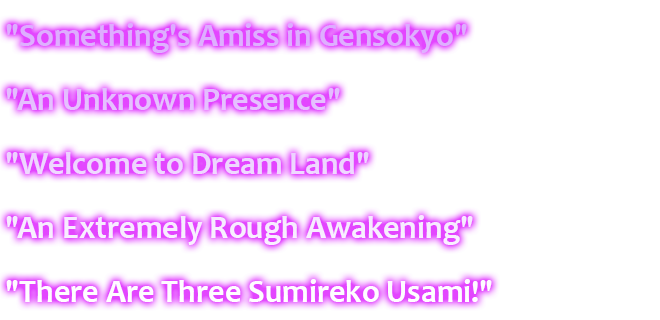 "Something's Amiss in Gensokyo"
"An Unknown Presence"
"Welcome to Dream Land"
"An Extremely Rough Awakening"
"There Are Three Sumireko Usami!"